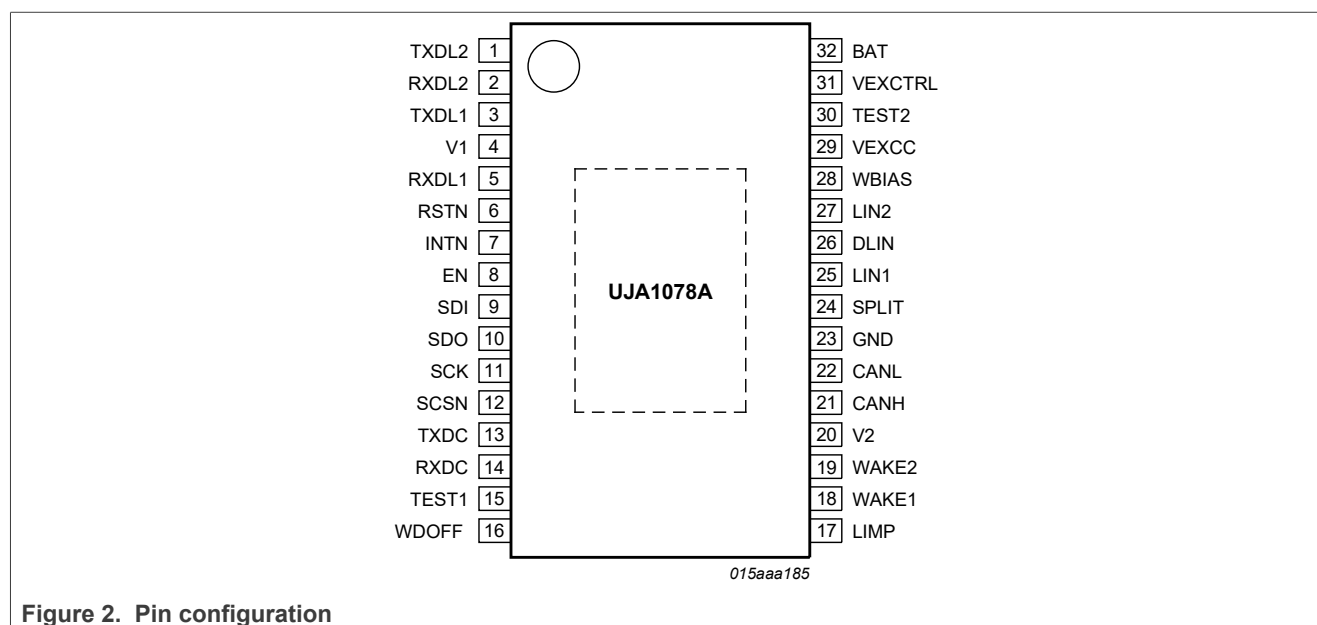 TXDL2 1 32 BAT
RXDL2 2 31 VEXCTRL
TXDL1 3 30 TEST2
V1 4 29 VEXCC
RXDL1 5 28 WBIAS
RSTN 6 27 LIN2
INTN 7 26 DLIN
EN 8 25 LIN1
UJA1078A
SDI 9 24 SPLIT
SDO 10 23 GND
SCK 11 22 CANL
SCSN 12 21 CANH
TXDC 13 20 V2
RXDC 14 19 WAKE2
TEST1 15 18 WAKE1
WDOFF 16 17 LIMP
015aaa185
Figure 2. Pin configuration